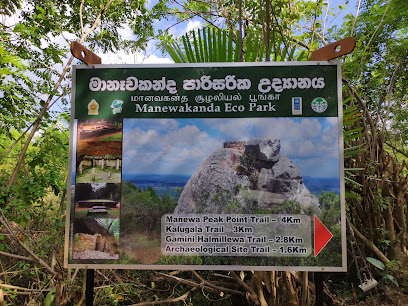 මානෑවකන්ද පාරිසරික උද්‍යානය
மானவகந்த சூழலியல் பூங்கா
Manewakanda Eco Park
Manewa Peak Point Trail – 4Km
Kalugala Trail – 3Km
Gamini Halmillewa Trail – 2.8Km
Archaeological Site Trail – 1.6Km